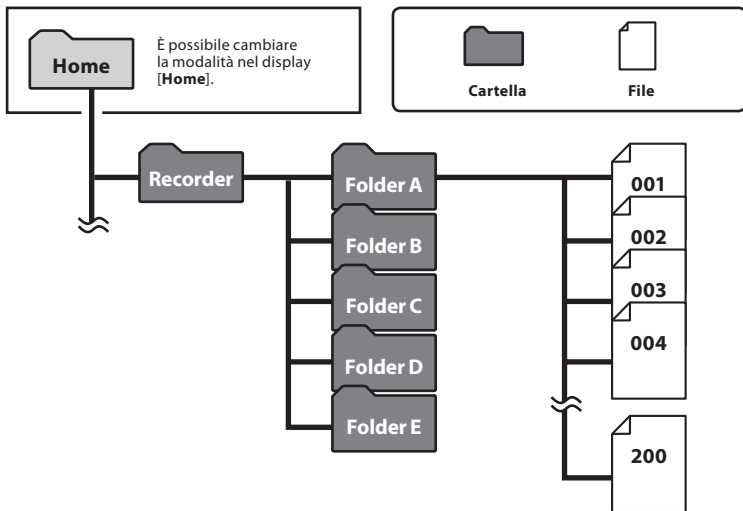 Home
È possibile cambiare
la modalità nel display
[Home].
Cartella
File
Recorder
Folder A
Folder B
Folder C
Folder D
Folder E
001
002
003
004
200